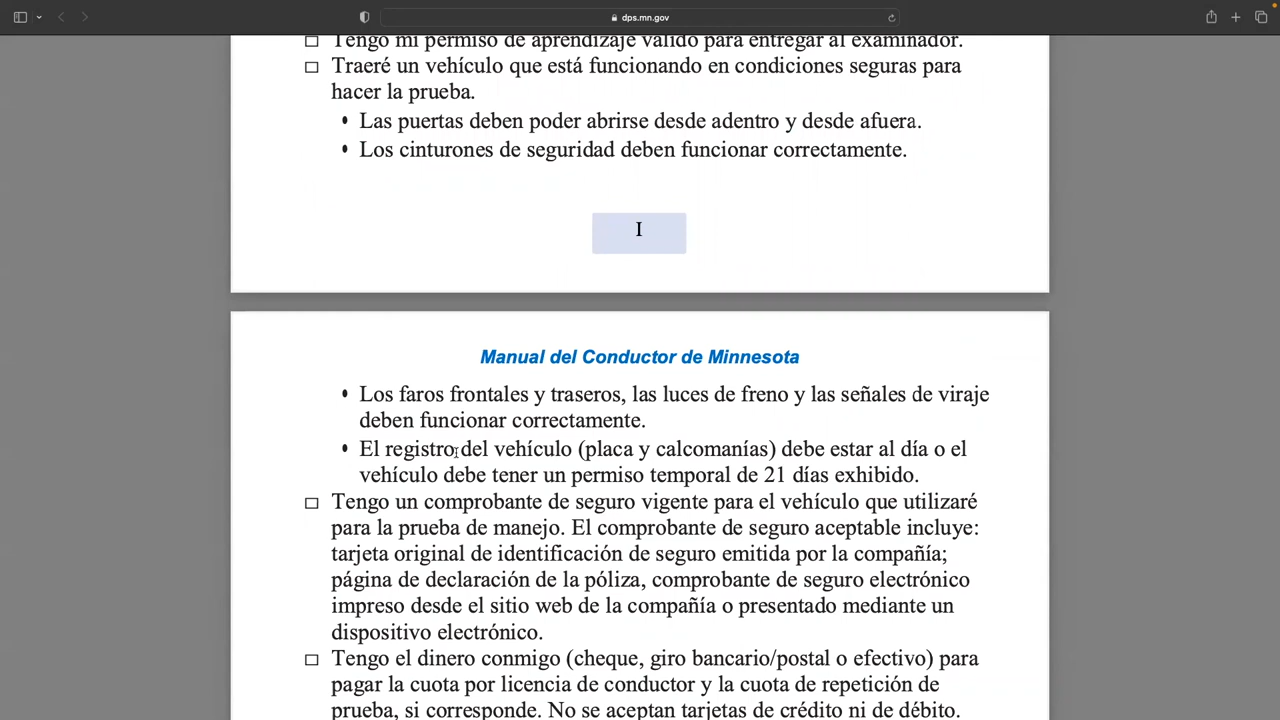 dps.mn.gov
Tengo mi permiso de aprendizaje válido para entregar al examinador.
Traeré un vehículo que está funcionando en condiciones seguras para
hacer la prueba.
• Las puertas deben poder abrirse desde adentro y desde afuera.
• Los cinturones de seguridad deben funcionar correctamente.
Manual del Conductor de Minnesota
• Los faros frontales y traseros, las luces de freno y las señales de viraje
deben funcionar correctamente.
• El registro del vehículo (placa y calcomanías) debe estar al día o el
vehículo debe tener un permiso temporal de 21 días exhibido.
Tengo un comprobante de seguro vigente para el vehículo que utilizaré
para la prueba de manejo. El comprobante de seguro aceptable incluye:
tarjeta original de identificación de seguro emitida por la compañía;
página de declaración de la póliza, comprobante de seguro electrónico
impreso desde el sitio web de la compañía o presentado mediante un
dispositivo electrónico.
Tengo el dinero conmigo (cheque, giro bancario/postal o efectivo) para
pagar la cuota por licencia de conductor y la cuota de repetición de
prueba, si corresponde. No se aceptan tarjetas de crédito ni de débito.